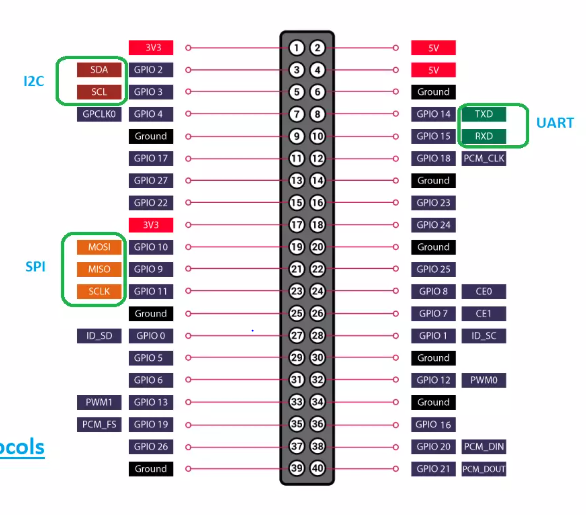 3V3 1 2 5V
I2C
SDA GPIO 2 3 4 5V
SCL GPIO 3 5 6 Ground
GPCLK0 GPIO 4 7 8 GPIO 14 TXD
UART
Ground 9 10 GPIO 15 RXD
GPIO 17 11 12 GPIO 18 PCM_CLK
GPIO 27 13 14 Ground
GPIO 22 15 16 GPIO 23
3V3 17 18 GPIO 24
MOSI GPIO 10 19 20 Ground
SPI
MISO GPIO 9 21 22 GPIO 25
SCLK GPIO 11 23 24 GPIO 8 CE0
Ground 25 26 GPIO 7 CE1
ID_SD GPIO 0 27 28 GPIO 1 ID_SC
GPIO 5 29 30 Ground
GPIO 6 31 32 GPIO 12 PWM0
PWM1 GPIO 13 33 34 Ground
PCM_FS GPIO 19 35 36 GPIO 16
ocols
GPIO 26 37 38 GPIO 20 PCM_DIN
Ground 39 40 GPIO 21 PCM_DOUT